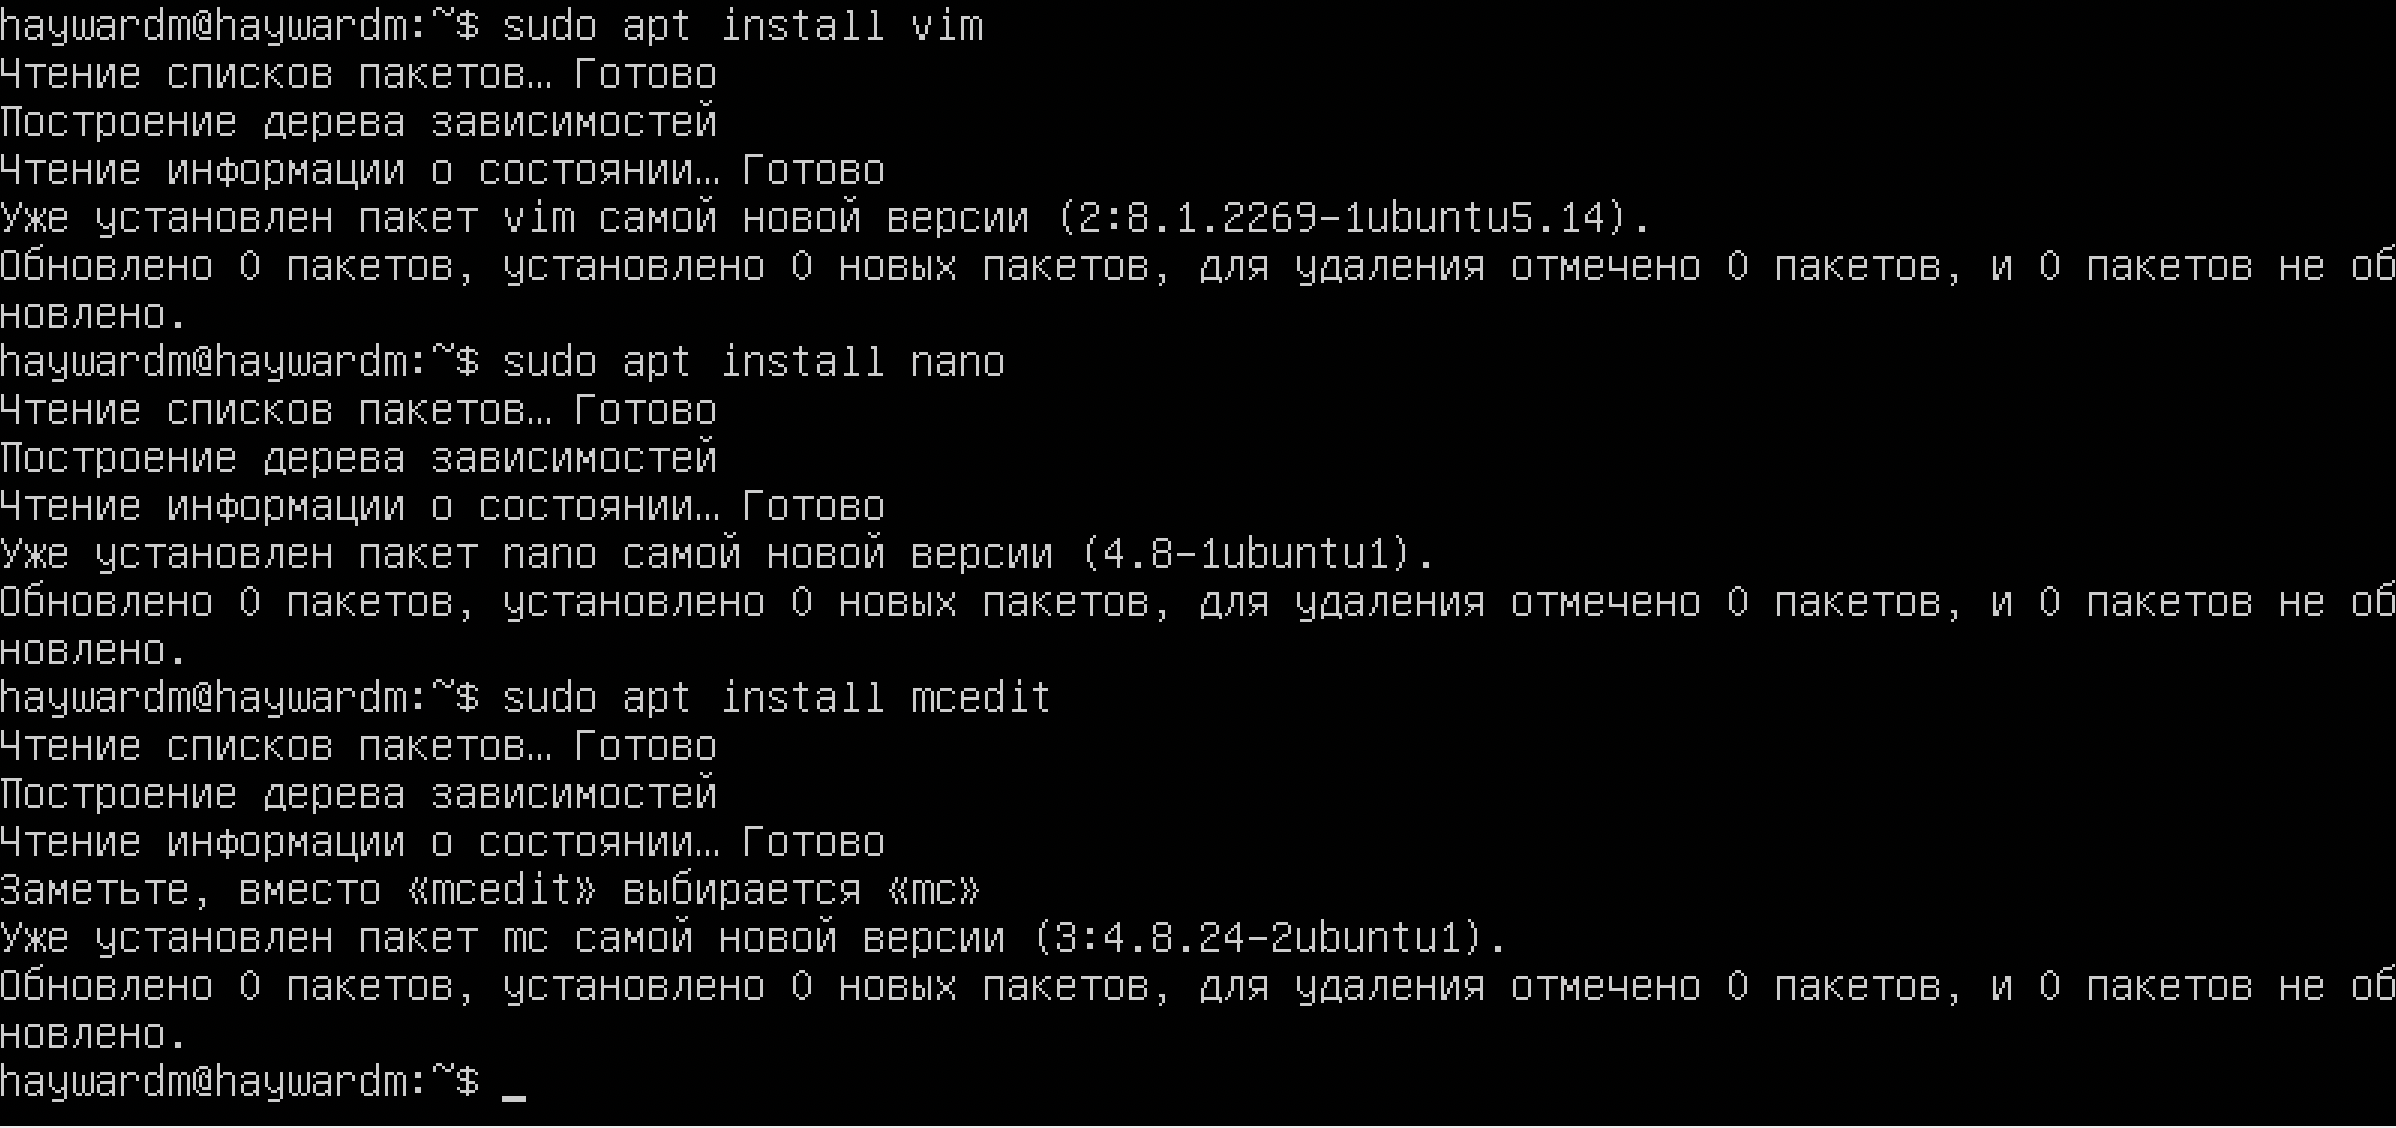 haywardm@haywardm:~$ sudo apt install vim
Чтение списков пакетов… Готово
Построение дерева зависимостей
Чтение информации о состоянии… Готово
Уже установлен пакет vim самой новой версии (2:8.1.2269-1ubuntu5.14).
Обновлено 0 пакетов, установлено 0 новых пакетов, для удаления отмечено 0 пакетов, и 0 пакетов не об
новлено.
haywardm@haywardm:~$ sudo apt install nano
Чтение списков пакетов… Готово
Построение дерева зависимостей
Чтение информации о состоянии… Готово
Уже установлен пакет nano самой новой версии (4.8-1ubuntu1).
Обновлено 0 пакетов, установлено 0 новых пакетов, для удаления отмечено 0 пакетов, и 0 пакетов не об
новлено.
haywardm@haywardm:~$ sudo apt install mcedit
Чтение списков пакетов… Готово
Построение дерева зависимостей
Чтение информации о состоянии… Готово
Заметьте, вместо «mcedit» выбирается «mc»
Уже установлен пакет mc самой новой версии (3:4.8.24-2ubuntu1).
Обновлено 0 пакетов, установлено 0 новых пакетов, для удаления отмечено 0 пакетов, и 0 пакетов не об
новлено.
haywardm@haywardm:~$ _